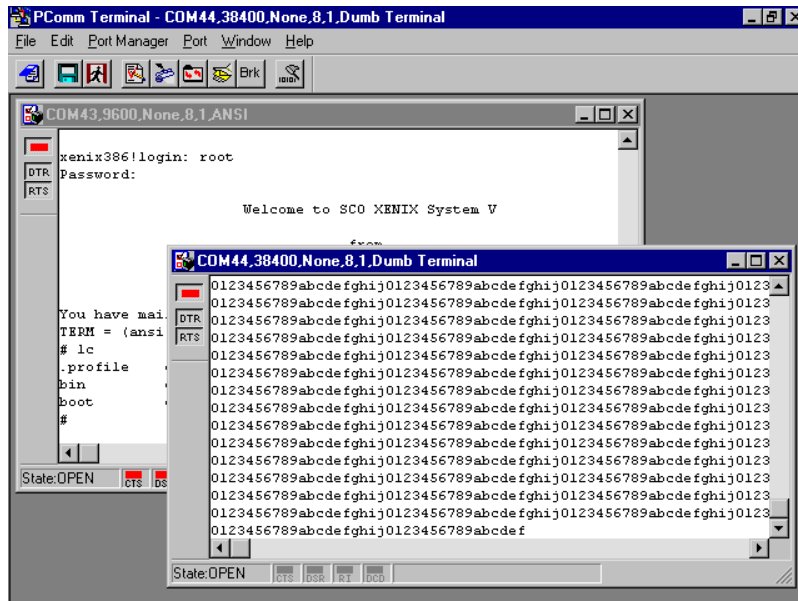 PComm Terminal - COM44,38400,None,8,1,Dumb Terminal
File Edit Port Manager Port Window Help
Brk
COM43,9600,None,8,1,ANSI
DTR
RTS
xenix386!login: root
Password:
Welcome to SCO XENIX System V
from
You have mai
TERM = (ansi
# lc
.profile
bin
boot
#
State:OPEN CTS
COM44,38400,None,8,1,Dumb Terminal
DTR
RTS
0123456789abcdefghij0123456789abcdefghij0123456789abcdefghij0123
0123456789abcdefghij0123456789abcdefghij0123456789abcdefghij0123
0123456789abcdefghij0123456789abcdefghij0123456789abcdefghij0123
0123456789abcdefghij0123456789abcdefghij0123456789abcdefghij0123
0123456789abcdefghij0123456789abcdefghij0123456789abcdefghij0123
0123456789abcdefghij0123456789abcdefghij0123456789abcdefghij0123
0123456789abcdefghij0123456789abcdefghij0123456789abcdefghij0123
0123456789abcdefghij0123456789abcdefghij0123456789abcdefghij0123
0123456789abcdefghij0123456789abcdefghij0123456789abcdefghij0123
0123456789abcdefghij0123456789abcdefghij0123456789abcdefghij0123
0123456789abcdefghij0123456789abcdefghij0123456789abcdefghij0123
0123456789abcdefghij0123456789abcdefghij0123456789abcdefghij0123
0123456789abcdefghij0123456789abcdefghij0123456789abcdefghij0123
0123456789abcdefghij0123456789abcdefghij0123456789abcdefghij0123
0123456789abcdefghij0123456789abcdef
State:OPEN CTS DSR RI DCD